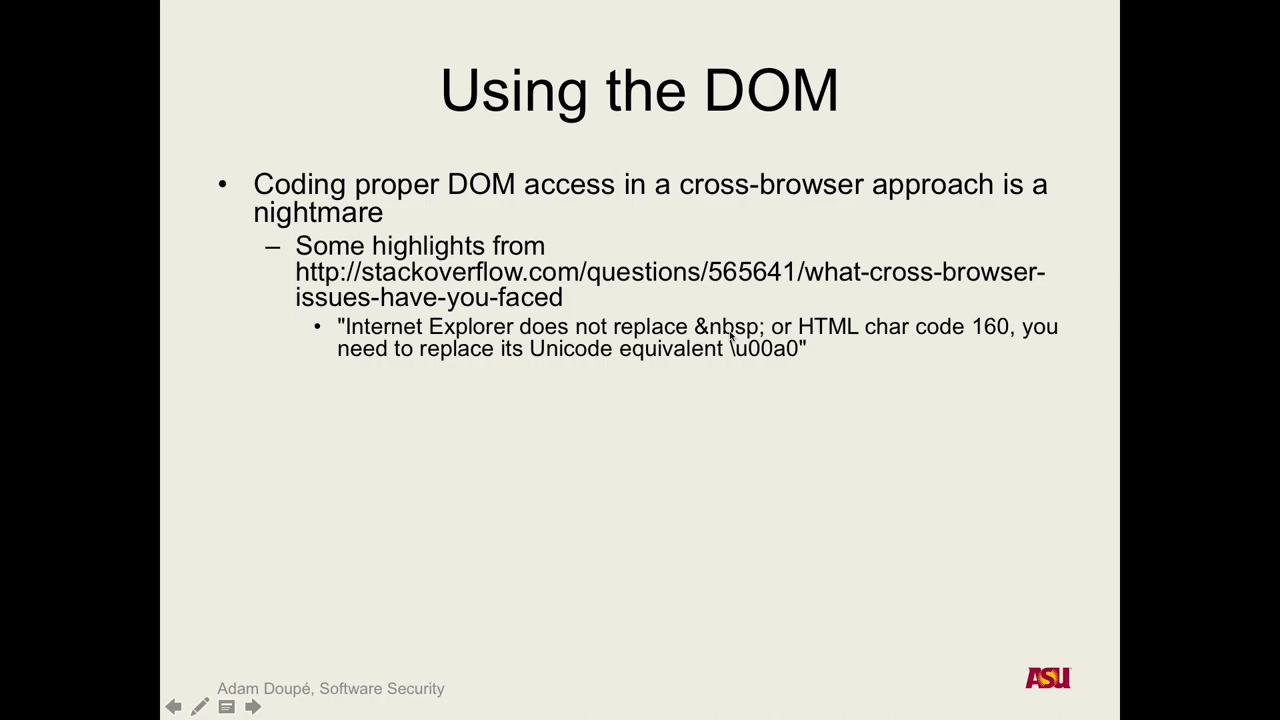 Using the DOM
• Coding proper DOM access in a cross-browser approach is a
nightmare
– Some highlights from
http://stackoverflow.com/questions/565641/what-cross-browser-
issues-have-you-faced
• "Internet Explorer does not replace &nbsp; or HTML char code 160, you
need to replace its Unicode equivalent \u00a0"
Adam Doupé, Software Security
ASU